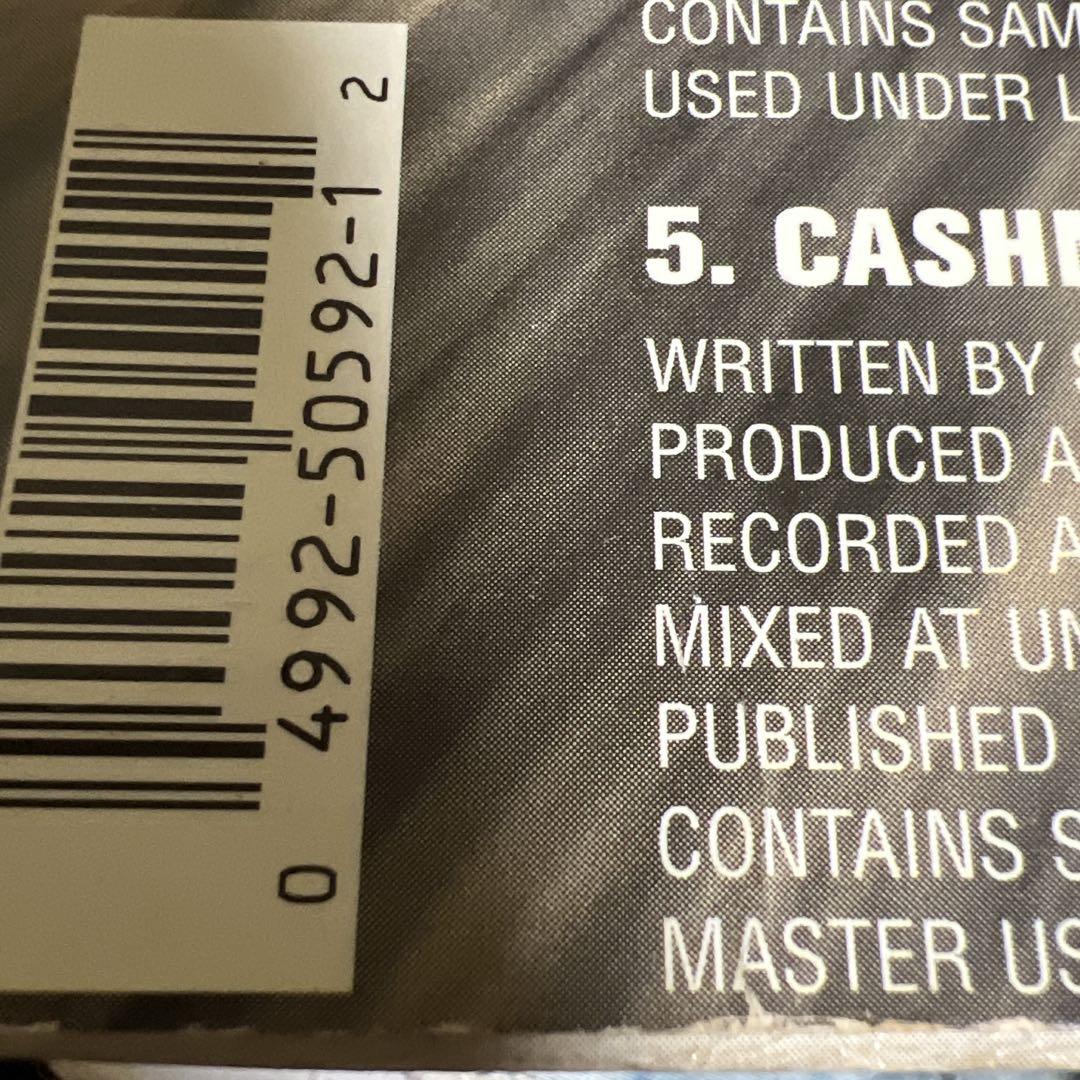 0 4992-50592-1 2
CONTAINS SAM
USED UNDER L
5. CASH
WRITTEN BY S
PRODUCED A
RECORDED A
MIXED AT UN
PUBLISHED
CONTAINS S
MASTER US